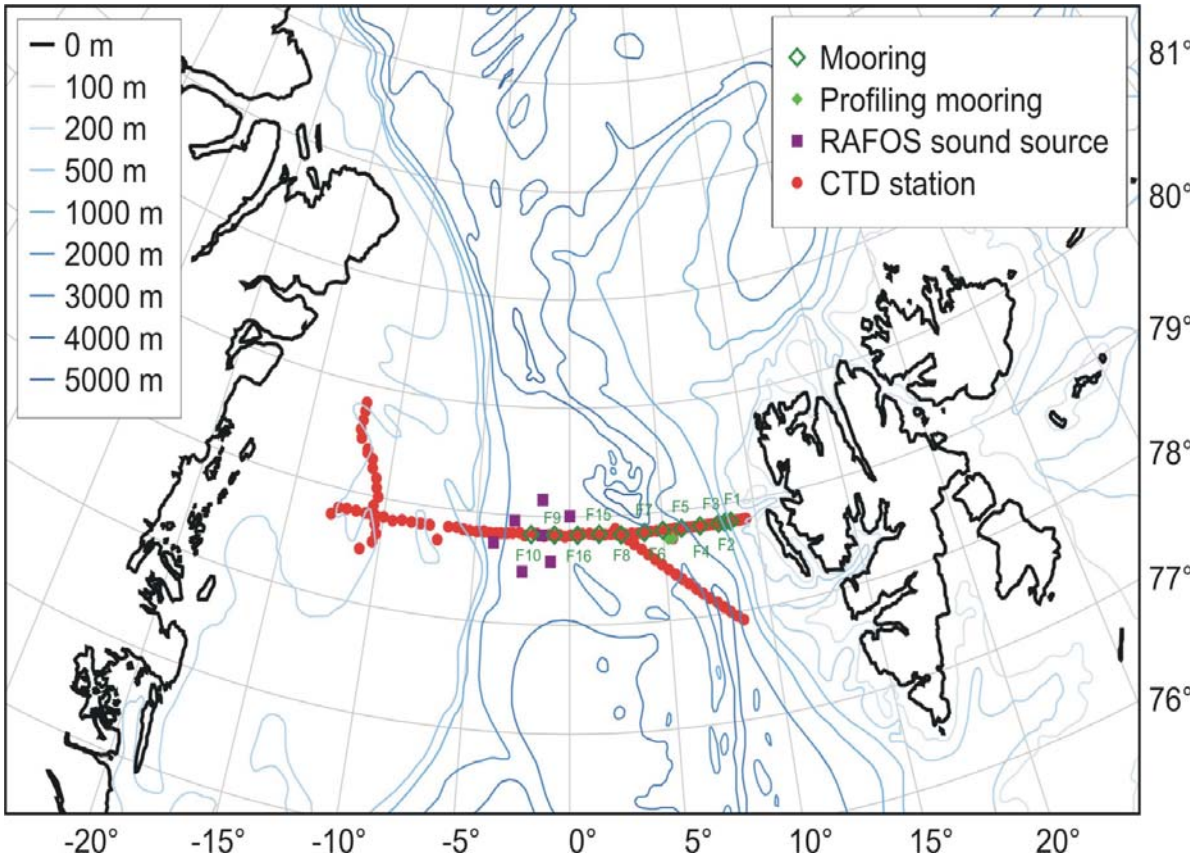 0 m
100 m
200 m
500 m
1000 m
2000 m
3000 m
4000 m
5000 m
Mooring
Profiling mooring
RAFOS sound source
CTD station
81°
80°
79°
78°
77°
76°
F9
F15
F7
F5
F3
F1
F10
F16
F8
F6
F4
F2
-20°
-15°
-10°
-5°
0°
5°
10°
15°
20°